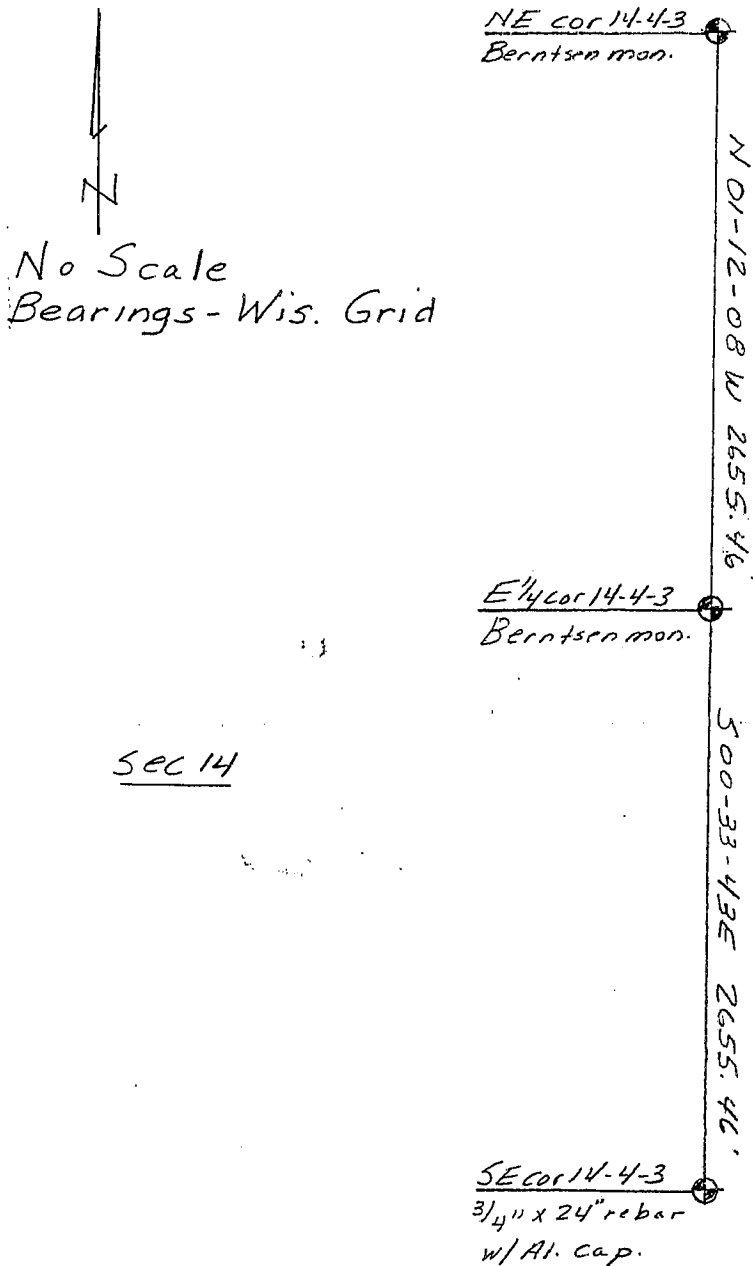 NE cor 14-4-3
Berntsen mon.
N
No Scale
Bearings - Wis. Grid
N 01-12-08 W 2655.46'
E 1/4 cor 14-4-3
Berntsen mon.
Sec 14
S 00-33-43 E 2655.46'
SE cor 14-4-3
3/4" x 24" rebar
w/ Al. cap.